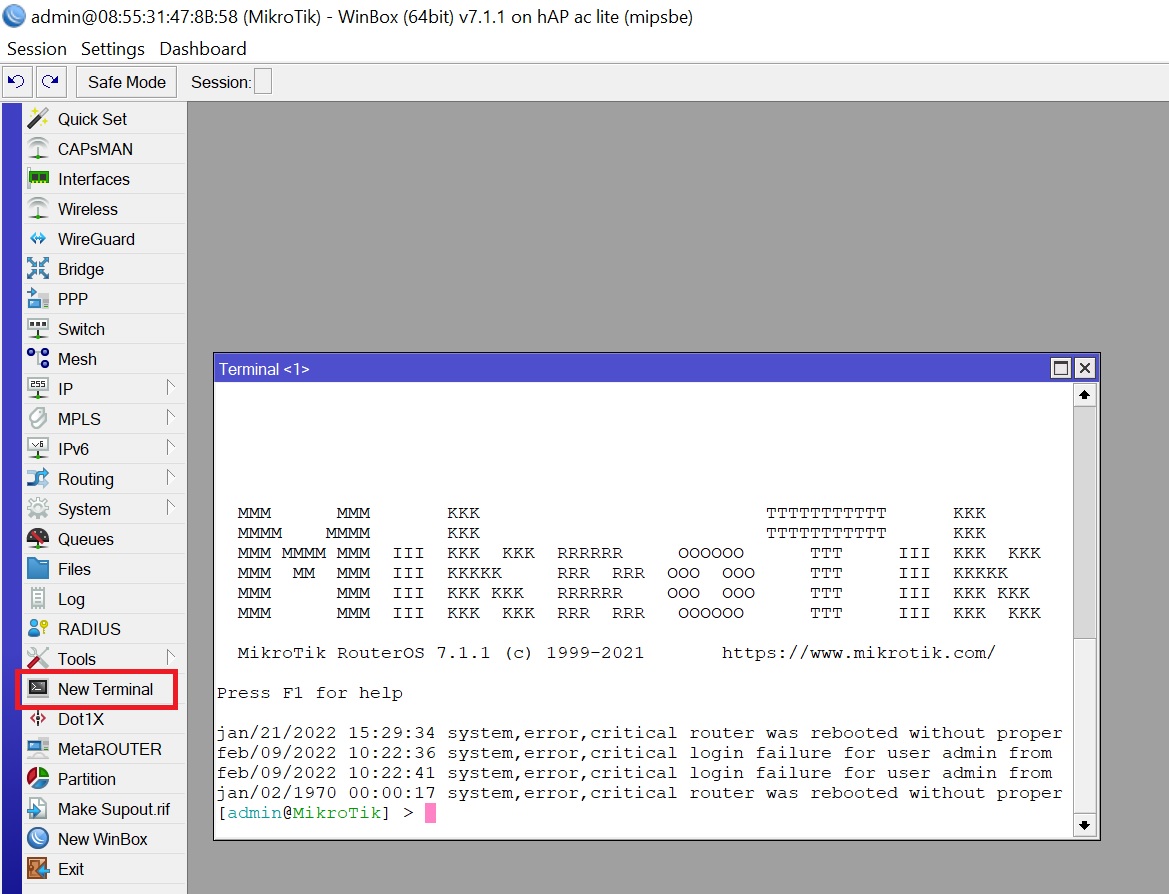 admin@08:55:31:47:8B:58 (MikroTik) - WinBox (64bit) v7.1.1 on hAP ac lite (mipsbe)
Session Settings Dashboard
Safe Mode Session:
Quick Set
CAPsMAN
Interfaces
Wireless
WireGuard
Bridge
PPP
Switch
Mesh
255 IP
MPLS
v6 IPv6
Routing
System
Queues
Files
Log
RADIUS
Tools
New Terminal
Dot1X
MetaROUTER
Partition
Make Supout.rif
New WinBox
Exit
Terminal <1>
  MMM      MMM       KKK                          TTTTTTTTTTT      KKK
  MMMM    MMMM       KKK                          TTTTTTTTTTT      KKK
  MMM MMMM MMM  III  KKK  KKK  RRRRRR     OOOOOO      TTT     III  KKK  KKK
  MMM  MM  MMM  III  KKKKK     RRR  RRR  OOO  OOO     TTT     III  KKKKK
  MMM      MMM  III  KKK KKK   RRRRRR    OOO  OOO     TTT     III  KKK KKK
  MMM      MMM  III  KKK  KKK  RRR  RRR   OOOOOO      TTT     III  KKK  KKK
MikroTik RouterOS 7.1.1 (c) 1999-2021       https://www.mikrotik.com/
Press F1 for help
jan/21/2022 15:29:34 system,error,critical router was rebooted without proper
feb/09/2022 10:22:36 system,error,critical login failure for user admin from
feb/09/2022 10:22:41 system,error,critical login failure for user admin from
jan/02/1970 00:00:17 system,error,critical router was rebooted without proper
[admin@MikroTik] >